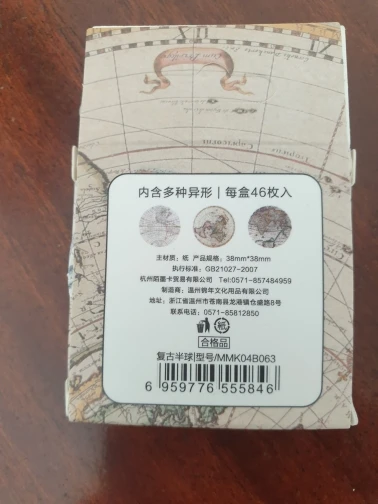 内含多种异形 | 每盒46枚入
主材质：纸 产品规格：38mm*38mm
执行标准：GB21027-2007
杭州陌墨卡贸易有限公司 Tel:0571-857484959
制造商：温州锦年文化用品有限公司
地址：浙江省温州市苍南县龙港镇仓盛路8号
联系电话：0571-85812850
合格品
复古半球|型号/MMK04B063
6 959776 555846